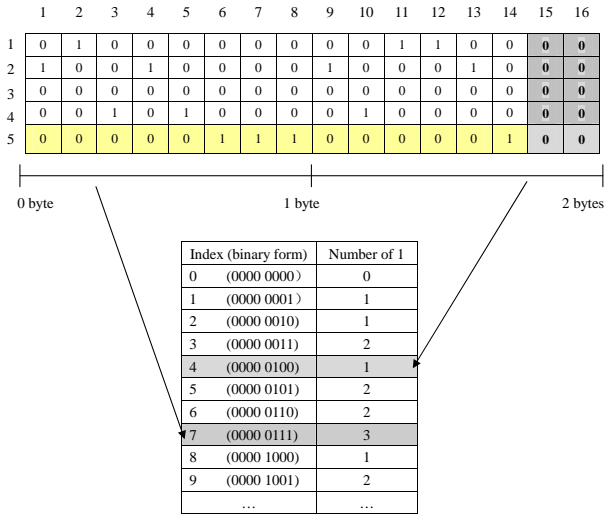 1 2 3 4 5 6 7 8 9 10 11 12 13 14 15 16
1 0 1 0 0 0 0 0 0 0 0 1 1 0 0 0 0
2 1 0 0 1 0 0 0 0 1 0 0 0 1 0 0 0
3 0 0 0 0 0 0 0 0 0 0 0 0 0 0 0 0
4 0 0 1 0 1 0 0 0 0 1 0 0 0 0 0 0
5 0 0 0 0 0 1 1 1 0 0 0 0 0 1 0 0
0 byte 1 byte 2 bytes
Index (binary form) Number of 1
0 (0000 0000） 0
1 (0000 0001） 1
2 (0000 0010) 1
3 (0000 0011) 2
4 (0000 0100) 1
5 (0000 0101) 2
6 (0000 0110) 2
7 (0000 0111) 3
8 (0000 1000) 1
9 (0000 1001) 2
… …